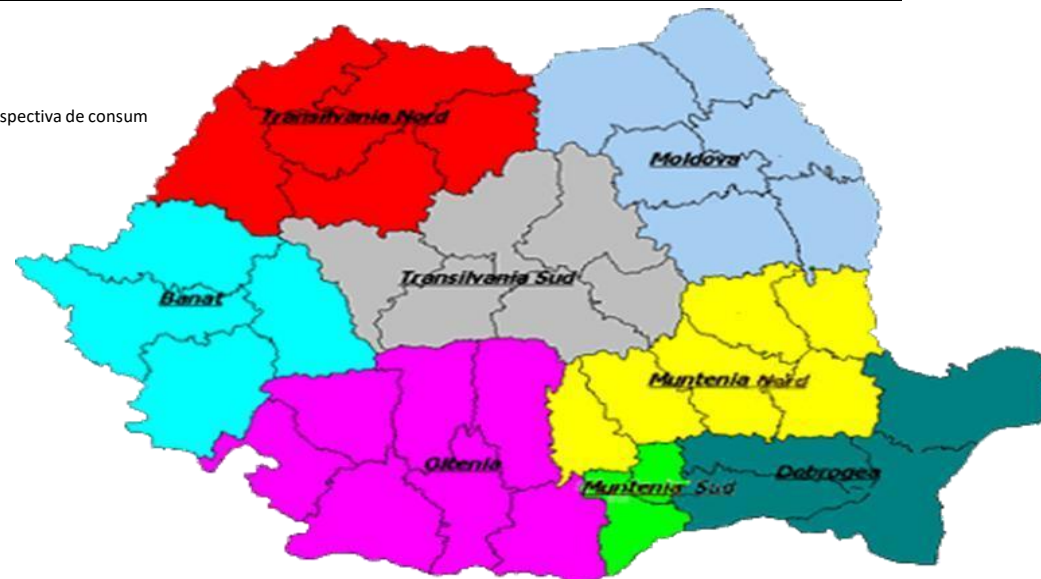 spectiva de consum
Transilvania Nord
Moldova
Transilvania Sud
Banat
Muntenia Nord
Oltenia
Dobrogea
Muntenia Sud